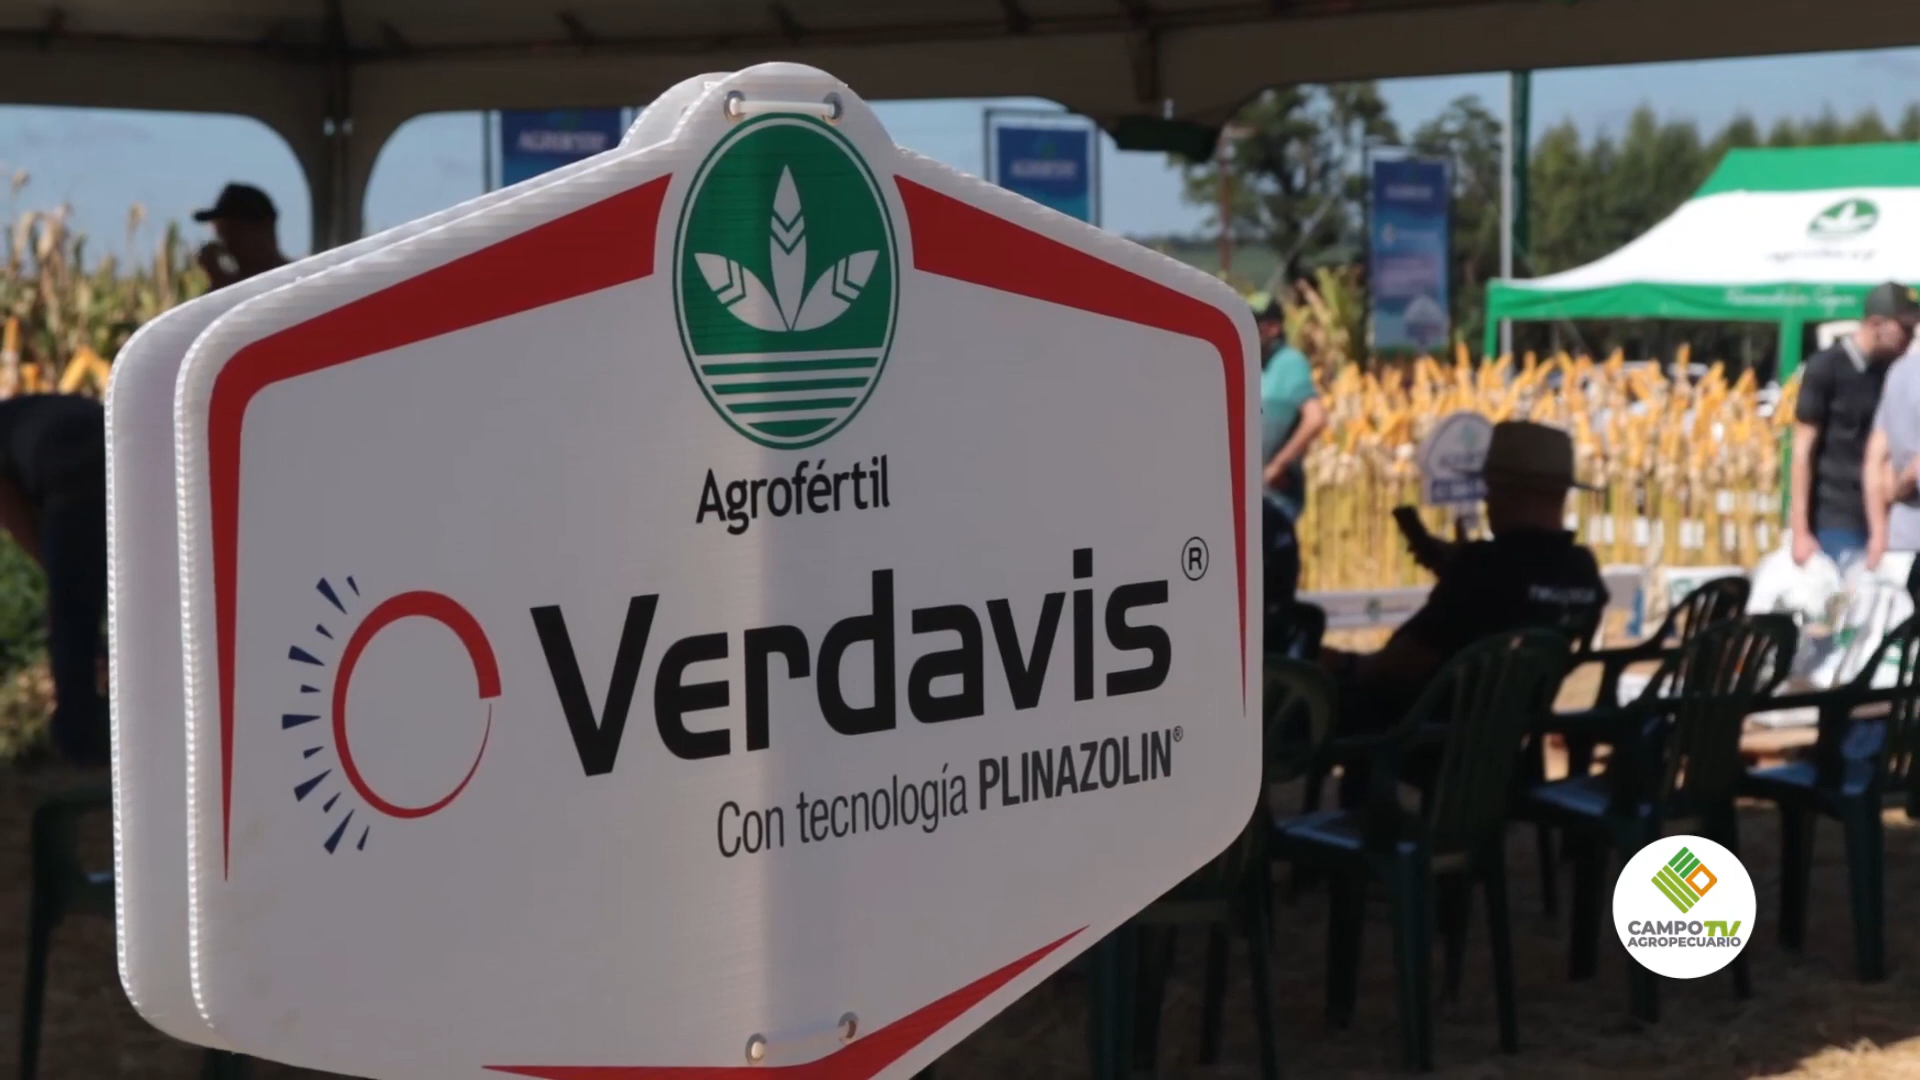 Agrofértil
Verdavis®
Con tecnología PLINAZOLIN®
CAMPO TV
AGROPECUARIO